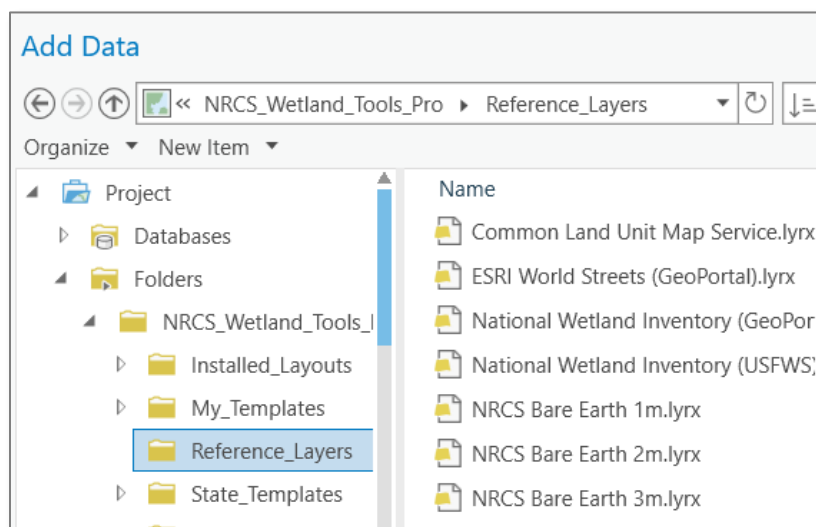 Add Data
« NRCS_Wetland_Tools_Pro Reference_Layers
Organize New Item
Project
Databases
Folders
NRCS_Wetland_Tools_
Installed_Layouts
My_Templates
Reference_Layers
State_Templates
Name
Common Land Unit Map Service.lyrx
ESRI World Streets (GeoPortal).lyrx
National Wetland Inventory (GeoPor
National Wetland Inventory (USFWS)
NRCS Bare Earth 1m.lyrx
NRCS Bare Earth 2m.lyrx
NRCS Bare Earth 3m.lyrx